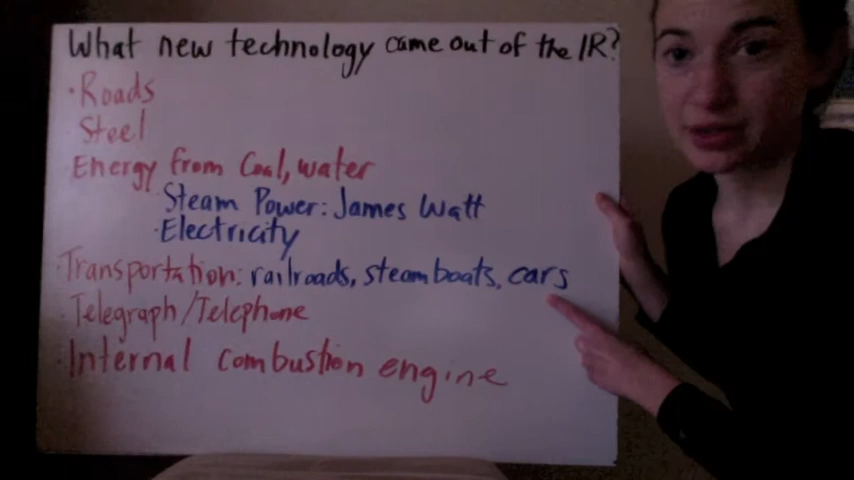 What new technology came out of the IR?
·Roads
Steel
Energy from Coal, water
·Steam Power: James Watt
·Electricity
·Transportation: railroads, steamboats, cars
Telegraph/Telephone
·Internal combustion engine